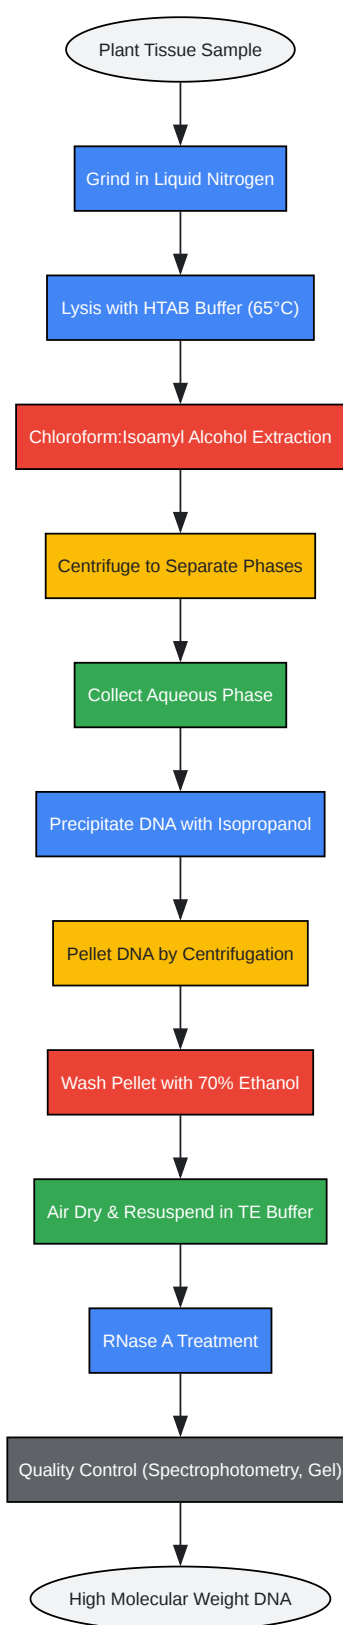 Plant Tissue Sample
Grind in Liquid Nitrogen
Lysis with HTAB Buffer (65°C)
Chloroform:Isoamyl Alcohol Extraction
Centrifuge to Separate Phases
Collect Aqueous Phase
Precipitate DNA with Isopropanol
Pellet DNA by Centrifugation
Wash Pellet with 70% Ethanol
Air Dry & Resuspend in TE Buffer
RNase A Treatment
Quality Control (Spectrophotometry, Gel)
High Molecular Weight DNA